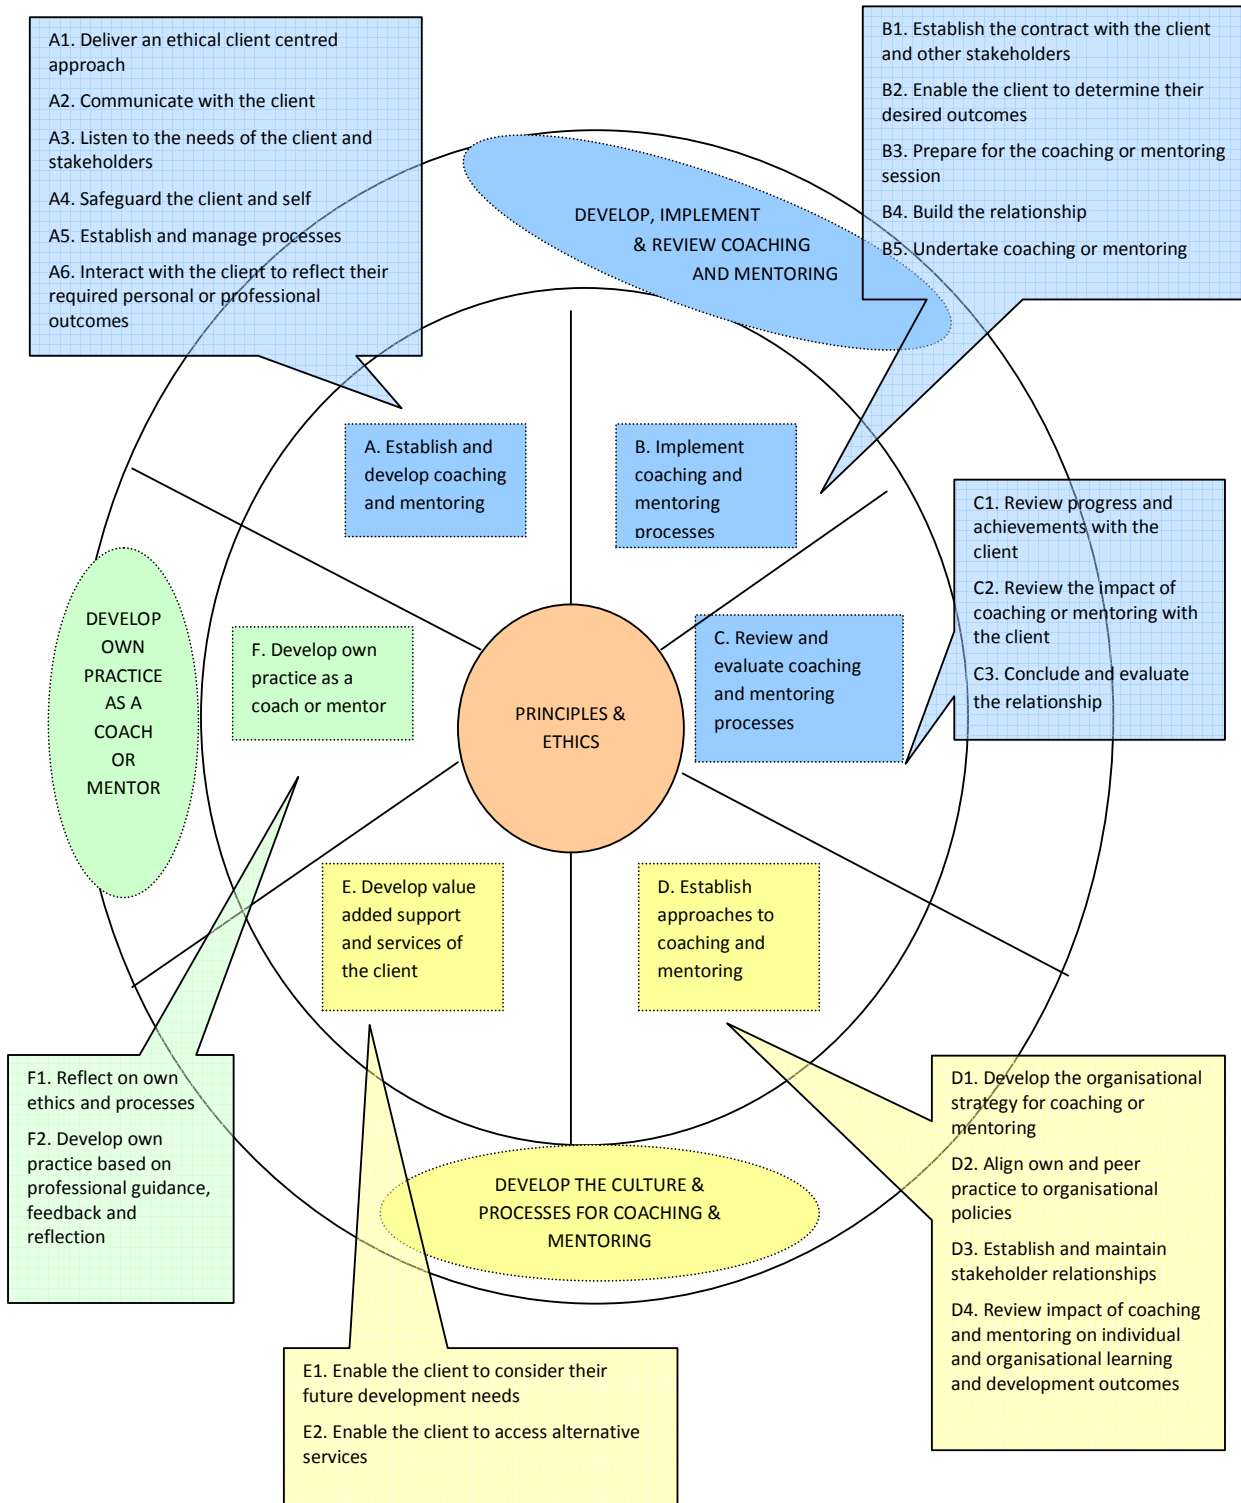 A1. Deliver an ethical client centred
approach
A2. Communicate with the client
A3. Listen to the needs of the client and
stakeholders
A4. Safeguard the client and self
A5. Establish and manage processes
A6. Interact with the client to reflect their
required personal or professional
outcomes
B1. Establish the contract with the client
and other stakeholders
B2. Enable the client to determine their
desired outcomes
B3. Prepare for the coaching or mentoring
session
B4. Build the relationship
B5. Undertake coaching or mentoring
DEVELOP, IMPLEMENT
& REVIEW COACHING
AND MENTORING
A. Establish and
develop coaching
and mentoring
B. Implement
coaching and
mentoring
processes
C1. Review progress and
achievements with the
client
C2. Review the impact of
coaching or mentoring with
the client
C3. Conclude and evaluate
the relationship
DEVELOP
OWN
PRACTICE
AS A
COACH
OR
MENTOR
F. Develop own
practice as a
coach or mentor
PRINCIPLES &
ETHICS
C. Review and
evaluate coaching
and mentoring
processes
E. Develop value
added support
and services of
the client
D. Establish
approaches to
coaching and
mentoring
F1. Reflect on own
ethics and processes
F2. Develop own
practice based on
professional guidance,
feedback and
reflection
DEVELOP THE CULTURE &
PROCESSES FOR COACHING &
MENTORING
D1. Develop the organisational
strategy for coaching or
mentoring
D2. Align own and peer
practice to organisational
policies
D3. Establish and maintain
stakeholder relationships
D4. Review impact of coaching
and mentoring on individual
and organisational learning
and development outcomes
E1. Enable the client to consider their
future development needs
E2. Enable the client to access alternative
services